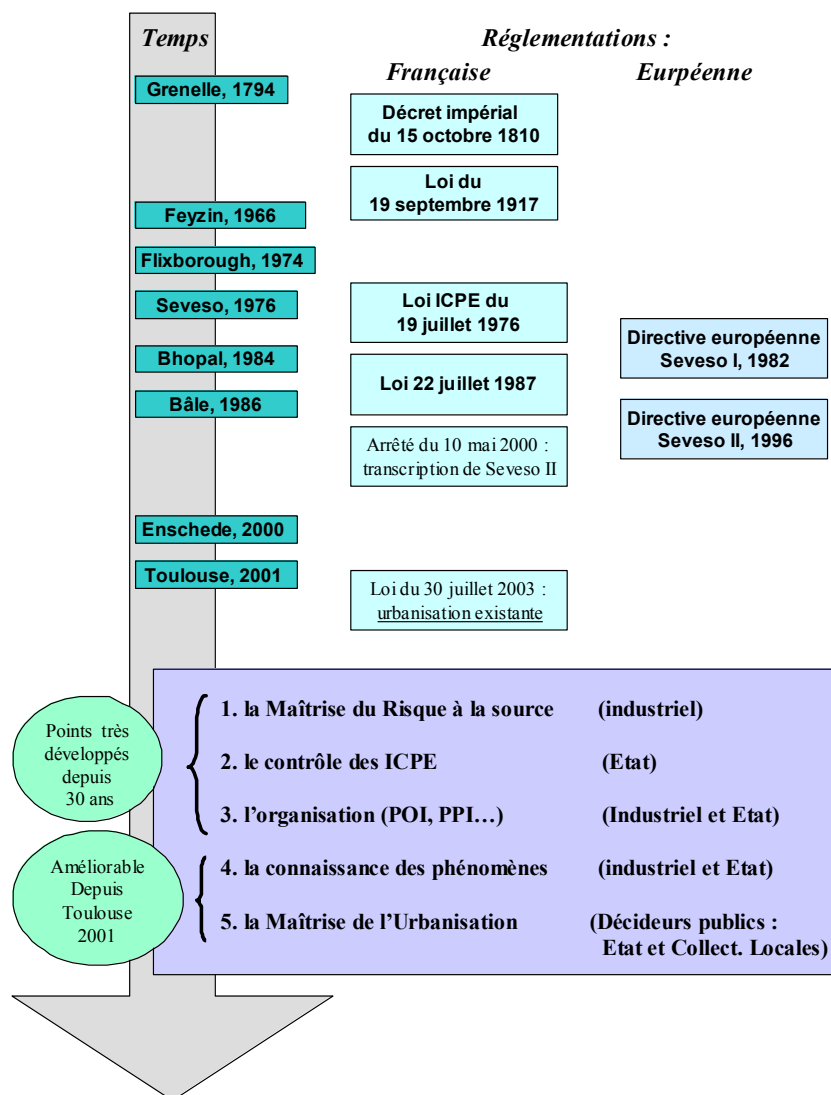 Temps
Réglementations :
Française
Eurpéenne
Grenelle, 1794
Décret impérial
du 15 octobre 1810
Loi du
19 septembre 1917
Feyzin, 1966
Flixborough, 1974
Seveso, 1976
Loi ICPE du
19 juillet 1976
Directive européenne
Seveso I, 1982
Bhopal, 1984
Loi 22 juillet 1987
Bâle, 1986
Directive européenne
Seveso II, 1996
Arrêté du 10 mai 2000 :
transcription de Seveso II
Enschede, 2000
Toulouse, 2001
Loi du 30 juillet 2003 :
urbanisation existante
Points très
développés
depuis
30 ans
1. la Maîtrise du Risque à la source (industriel)
2. le contrôle des ICPE (Etat)
3. l’organisation (POI, PPI…) (Industriel et Etat)
Améliorable
Depuis
Toulouse
2001
4. la connaissance des phénomènes (industriel et Etat)
5. la Maîtrise de l’Urbanisation (Décideurs publics :
Etat et Collect. Locales)